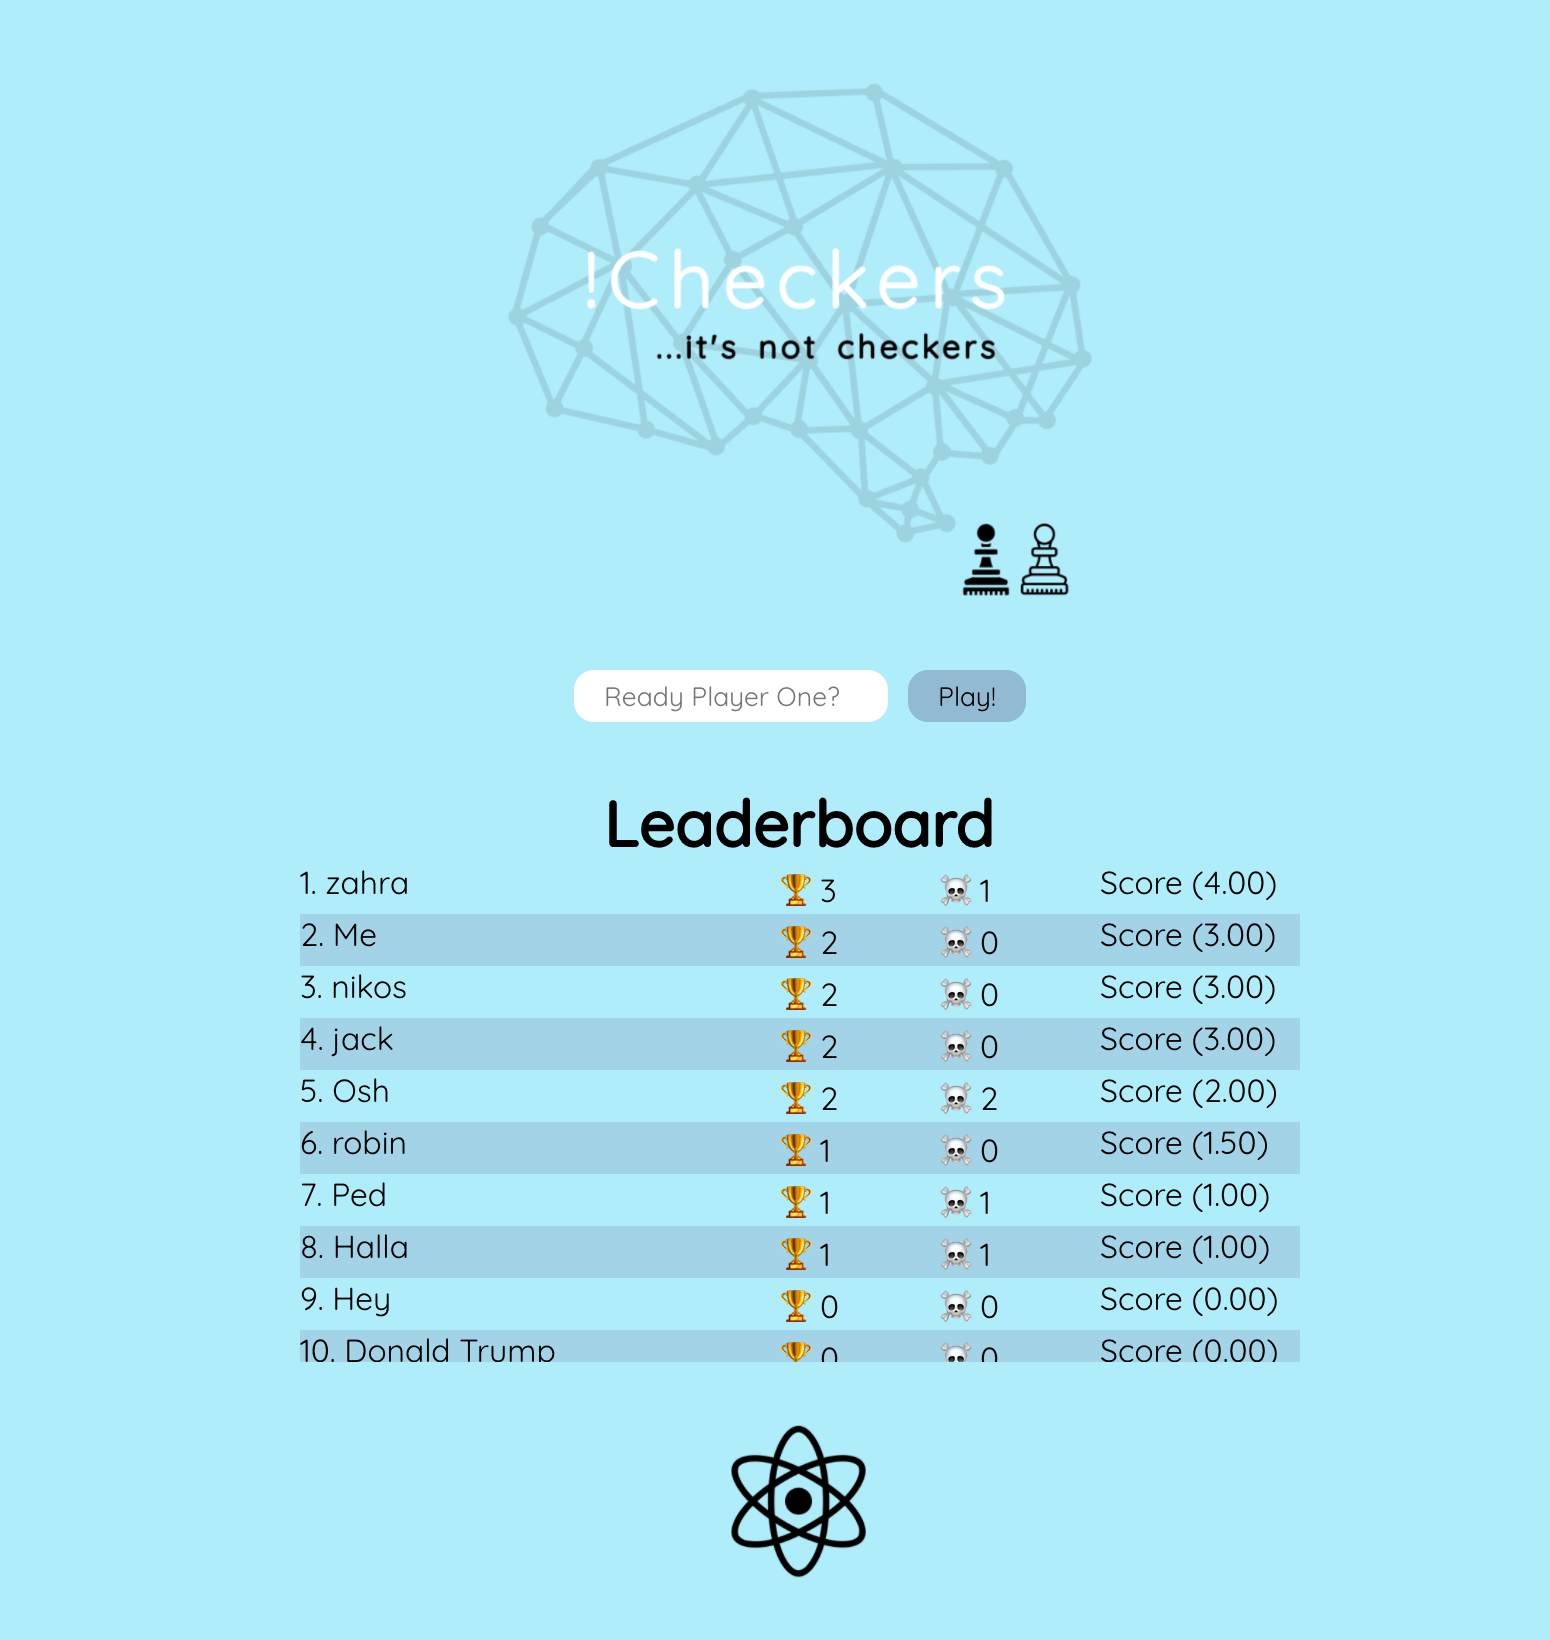 !Checkers
...it's not checkers
Ready Player One? Play!
Leaderboard
1. zahra 🏆 3 ☠️ 1 Score (4.00)
2. Me 🏆 2 ☠️ 0 Score (3.00)
3. nikos 🏆 2 ☠️ 0 Score (3.00)
4. jack 🏆 2 ☠️ 0 Score (3.00)
5. Osh 🏆 2 ☠️ 2 Score (2.00)
6. robin 🏆 1 ☠️ 0 Score (1.50)
7. Ped 🏆 1 ☠️ 1 Score (1.00)
8. Halla 🏆 1 ☠️ 1 Score (1.00)
9. Hey 🏆 0 ☠️ 0 Score (0.00)
10. Donald Trump 🏆 0 ☠️ 0 Score (0.00)